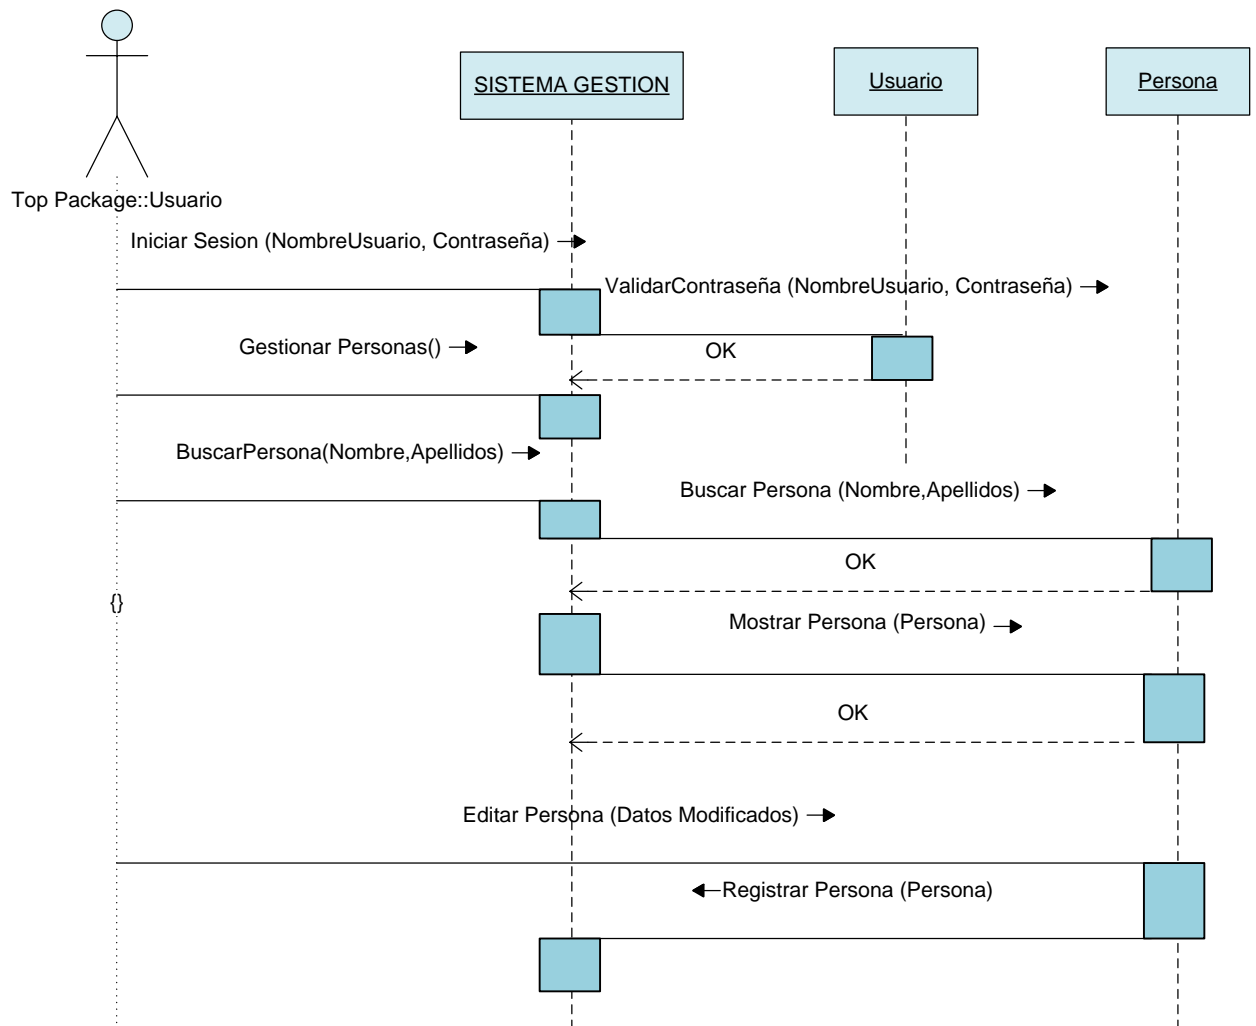 SISTEMA GESTION
Usuario
Persona
Top Package::Usuario
Iniciar Sesion (NombreUsuario, Contraseña)
ValidarContraseña (NombreUsuario, Contraseña)
Gestionar Personas()
OK
BuscarPersona(Nombre,Apellidos)
Buscar Persona (Nombre,Apellidos)
OK
{}
Mostrar Persona (Persona)
OK
Editar Persona (Datos Modificados)
Registrar Persona (Persona)